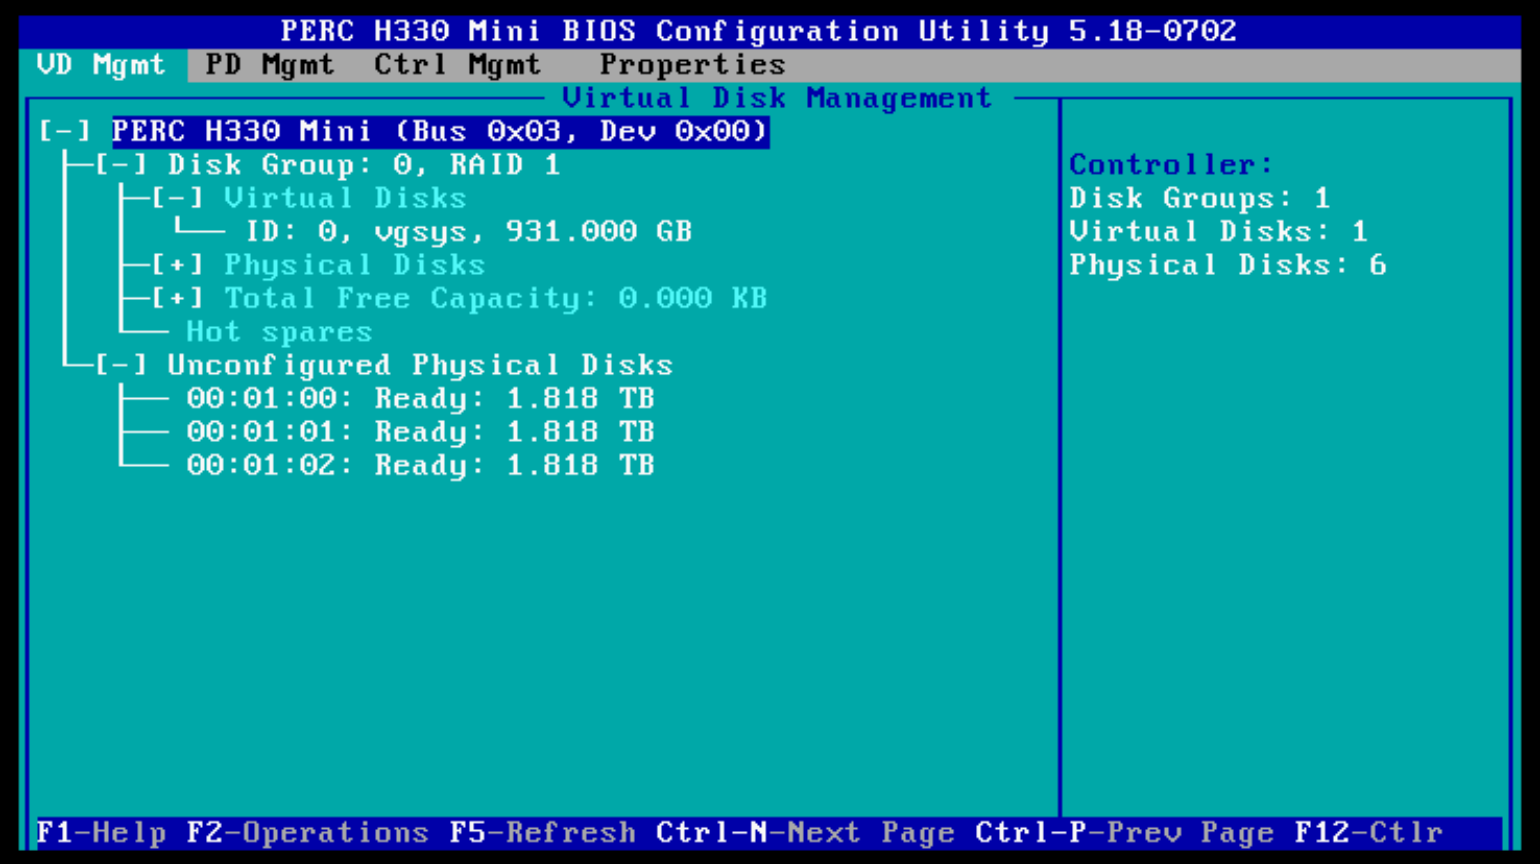 PERC H330 Mini BIOS Configuration Utility 5.18-0702
VD Mgmt PD Mgmt Ctrl Mgmt Properties
Virtual Disk Management
[-] PERC H330 Mini (Bus 0x03, Dev 0x00)
[-] Disk Group: 0, RAID 1
[-] Virtual Disks
ID: 0, vgsys, 931.000 GB
[+] Physical Disks
[+] Total Free Capacity: 0.000 KB
Hot spares
[-] Unconfigured Physical Disks
00:01:00: Ready: 1.818 TB
00:01:01: Ready: 1.818 TB
00:01:02: Ready: 1.818 TB
Controller:
Disk Groups: 1
Virtual Disks: 1
Physical Disks: 6
F1-Help F2-Operations F5-Refresh Ctrl-N-Next Page Ctrl-P-Prev Page F12-Ctlr